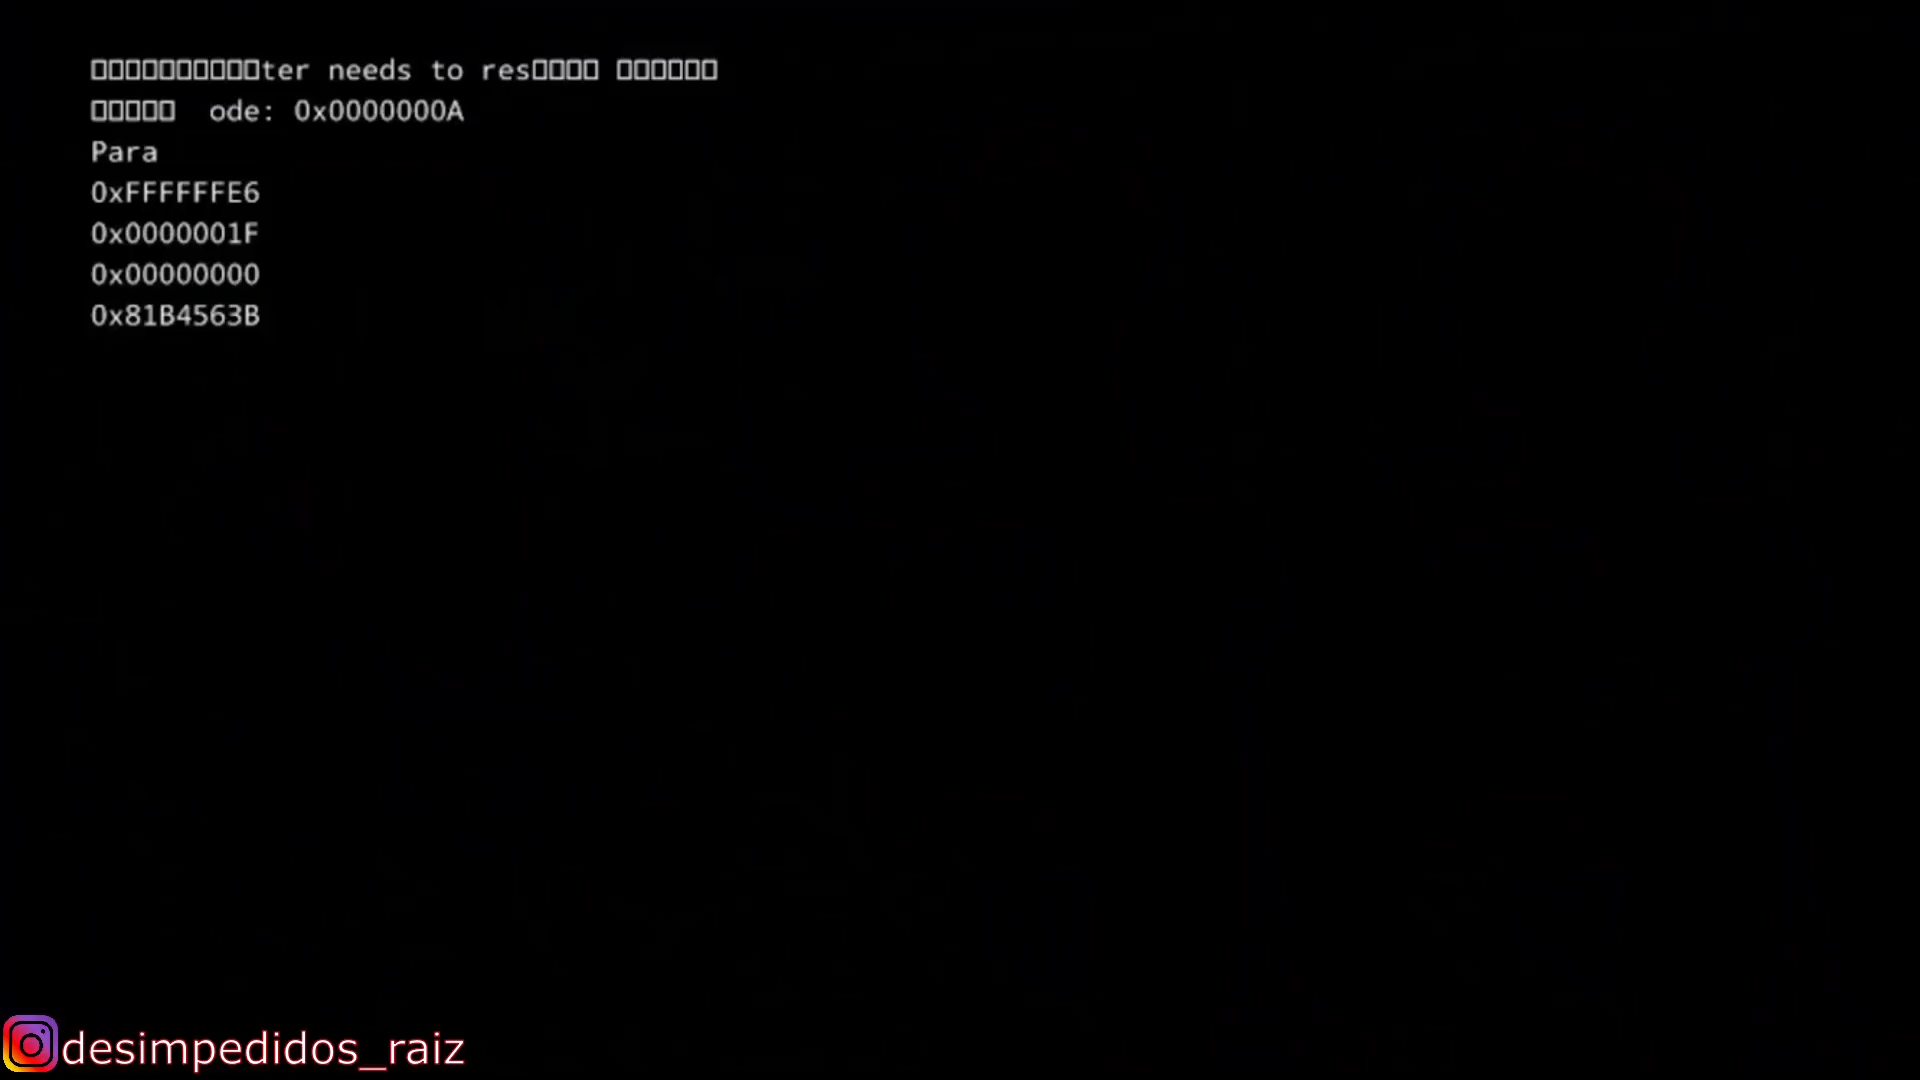 ▯▯▯▯▯▯▯▯▯▯ter needs to res▯▯▯▯ ▯▯▯▯▯▯
▯▯▯▯▯  ode: 0x0000000A
Para
0xFFFFFFE6
0x0000001F
0x00000000
0x81B4563B
desimpedidos_raiz